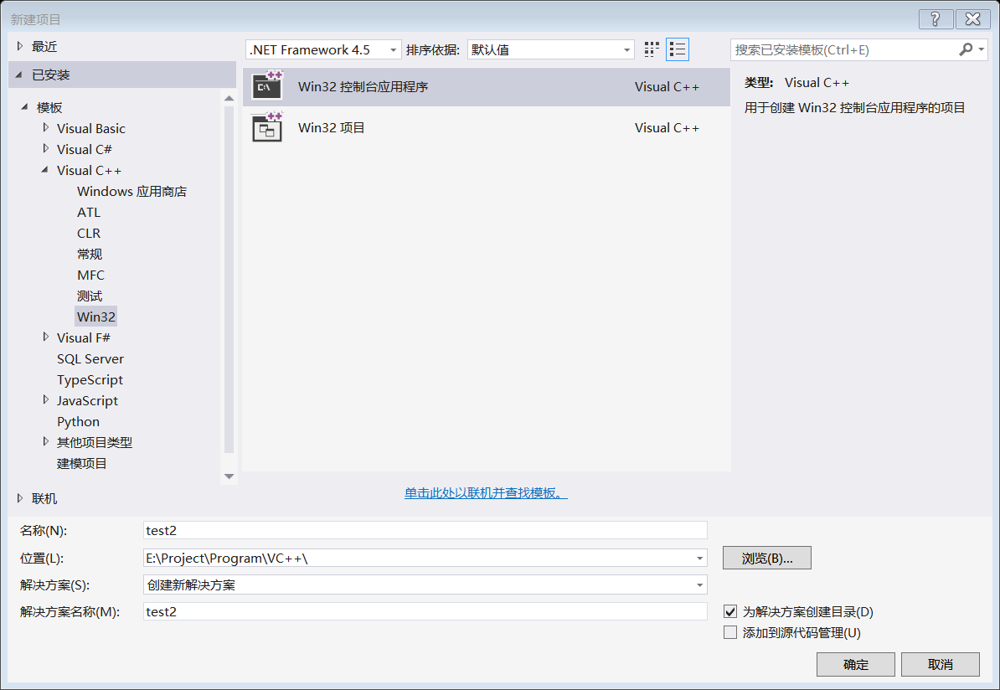 新建项目
最近
已安装
模板
Visual Basic
Visual C#
Visual C++
Windows 应用商店
ATL
CLR
常规
MFC
测试
Win32
Visual F#
SQL Server
TypeScript
JavaScript
Python
其他项目类型
建模项目
联机
.NET Framework 4.5 排序依据: 默认值
Win32 控制台应用程序 Visual C++
Win32 项目 Visual C++
单击此处以联机并查找模板。
搜索已安装模板(Ctrl+E)
类型: Visual C++
用于创建 Win32 控制台应用程序的项目
名称(N): test2
位置(L): E:\Project\Program\VC++\ 浏览(B)...
解决方案(S): 创建新解决方案
解决方案名称(M): test2
为解决方案创建目录(D)
添加到源代码管理(U)
确定 取消